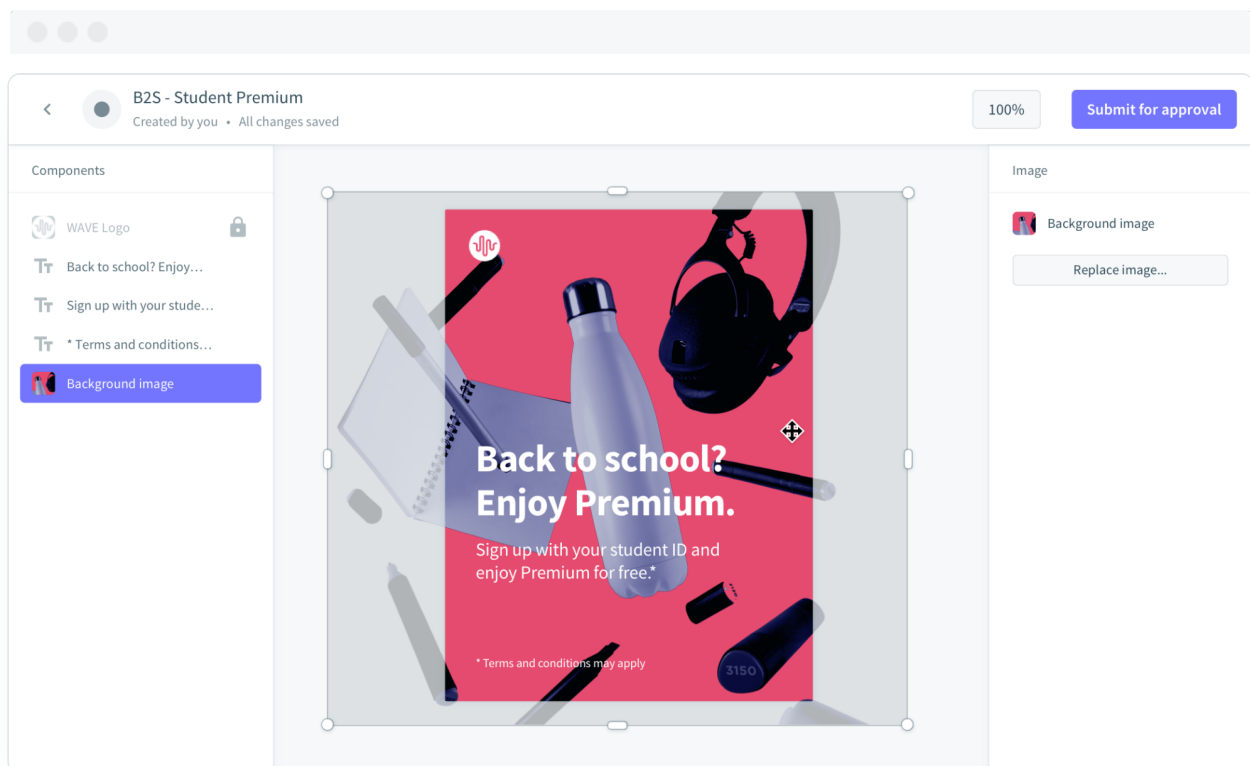 B2S - Student Premium
Created by you • All changes saved
100%
Submit for approval
Components
WAVE Logo
Back to school? Enjoy…
Sign up with your stude…
* Terms and conditions…
Background image
Back to school?
Enjoy Premium.
Sign up with your student ID and
enjoy Premium for free.*
* Terms and conditions may apply
3150
Image
Background image
Replace image...